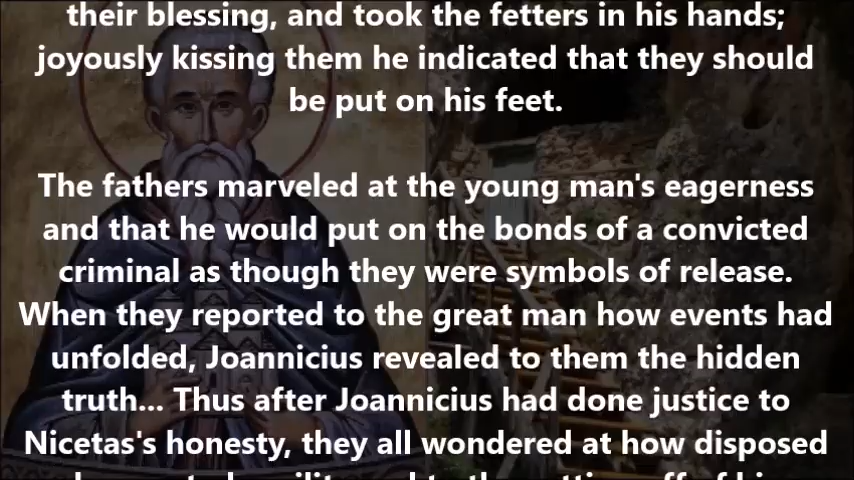 their blessing, and took the fetters in his hands;
joyously kissing them he indicated that they should
be put on his feet.
The fathers marveled at the young man's eagerness
and that he would put on the bonds of a convicted
criminal as though they were symbols of release.
When they reported to the great man how events had
unfolded, Joannicius revealed to them the hidden
truth... Thus after Joannicius had done justice to
Nicetas's honesty, they all wondered at how disposed